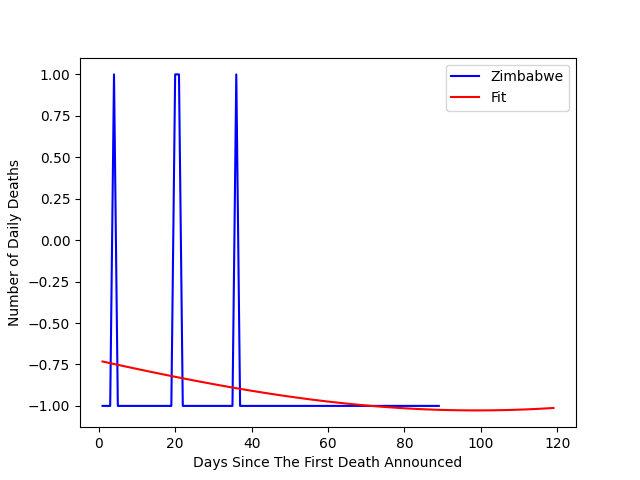 Zimbabwe
Fit
1.00
0.75
0.50
0.25
0.00
−0.25
−0.50
−0.75
−1.00
Number of Daily Deaths
0 20 40 60 80 100 120
Days Since The First Death Announced